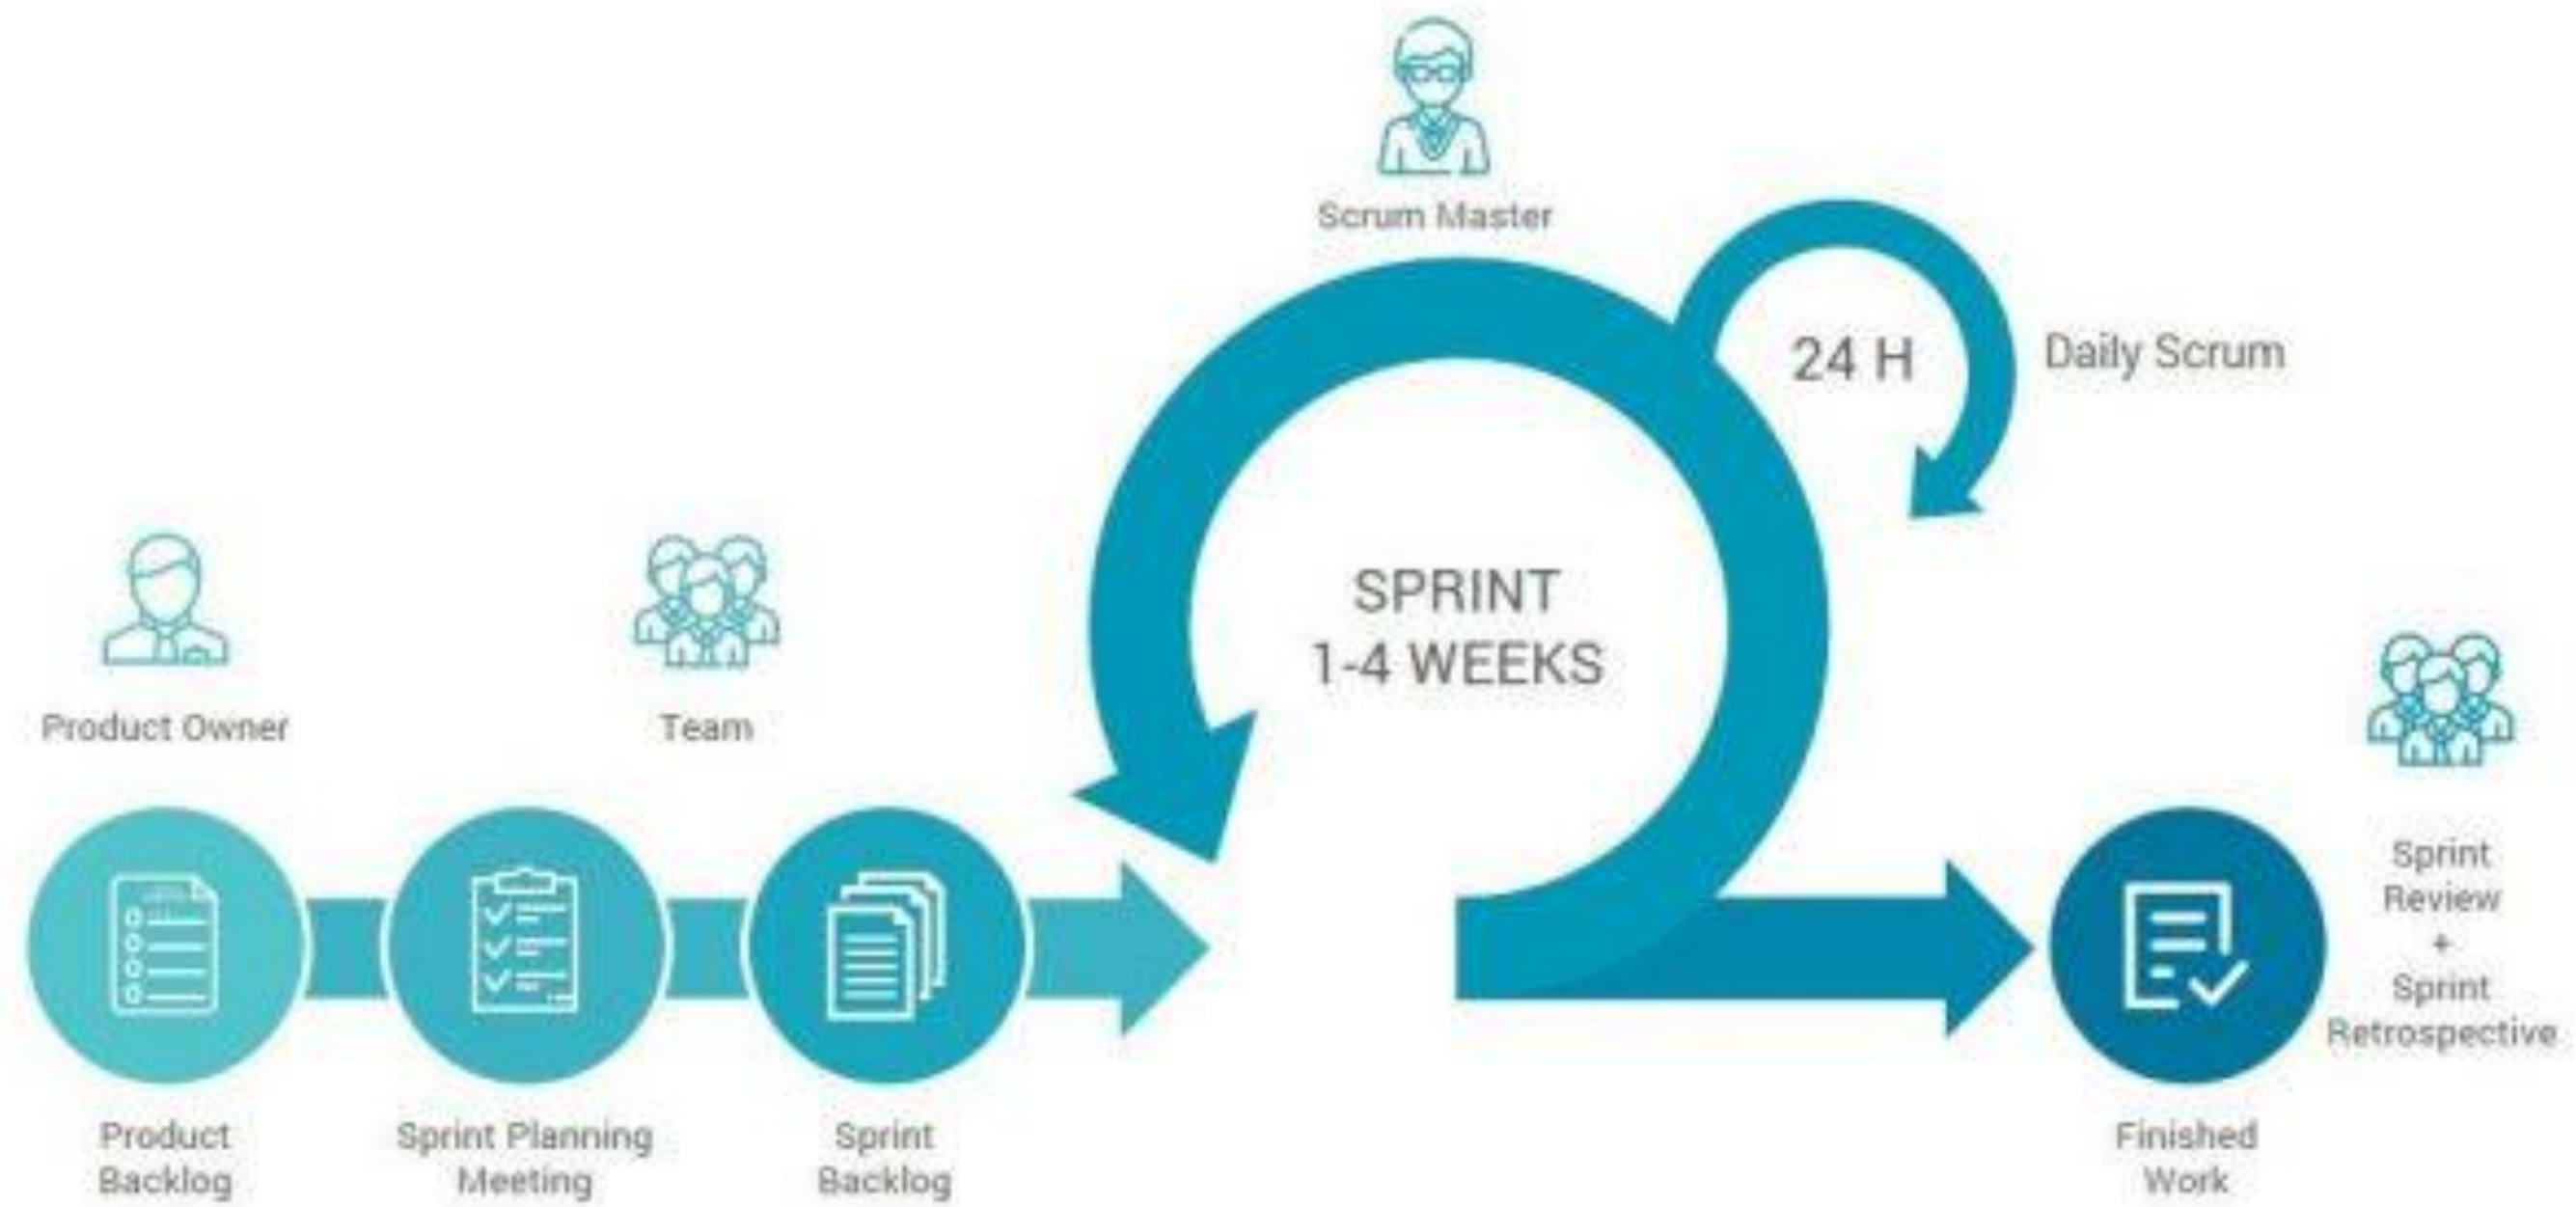 Scrum Master
24 H
Daily Scrum
SPRINT
1-4 WEEKS
Product Owner
Team
Sprint
Review
+
Sprint
Retrospective
Product
Backlog
Sprint Planning
Meeting
Sprint
Backlog
Finished
Work